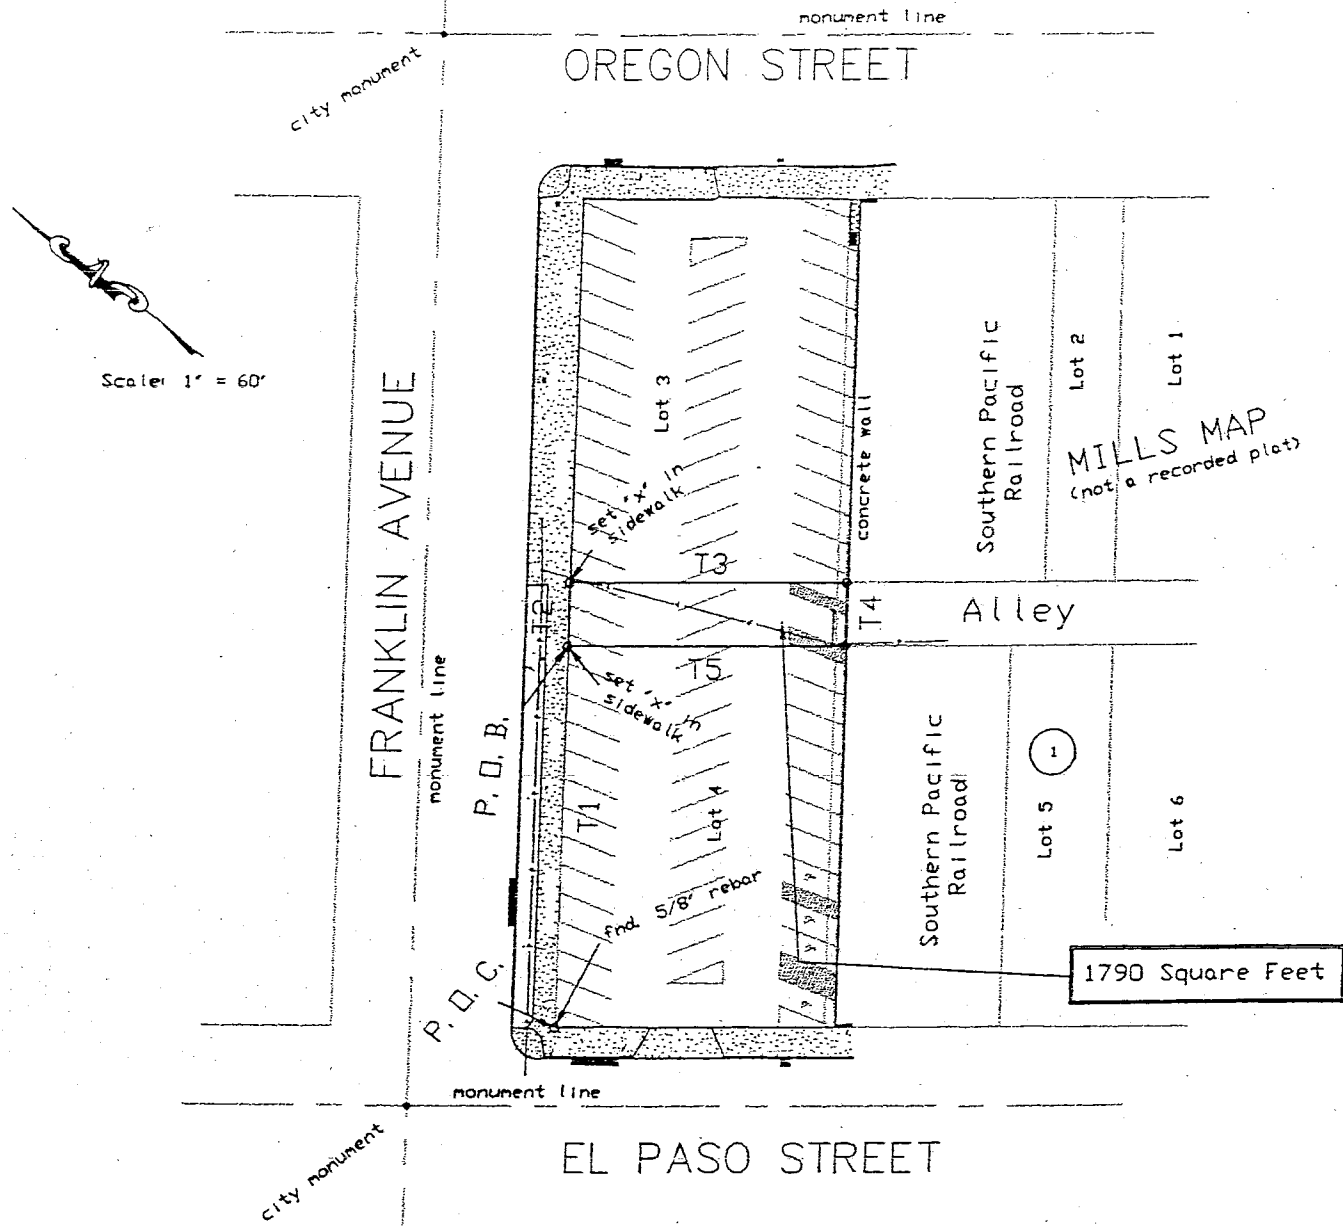 monument line
OREGON STREET
city monument
Scale: 1" = 60'
FRANKLIN AVENUE
monument line
Lot 3
set "x" in
sidewalk
concrete wall
Southern Pacific
Railroad
Lot 2
Lot 1
MILLS MAP
(not a recorded plat)
T3
T2
T4
Alley
T5
set "x" in
sidewalk
P. O. B.
T1
Lot 4
Southern Pacific
Railroad
1
Lot 5
Lot 6
fnd. 5/8" rebar
P. O. C.
1790 Square Feet
monument line
city monument
EL PASO STREET